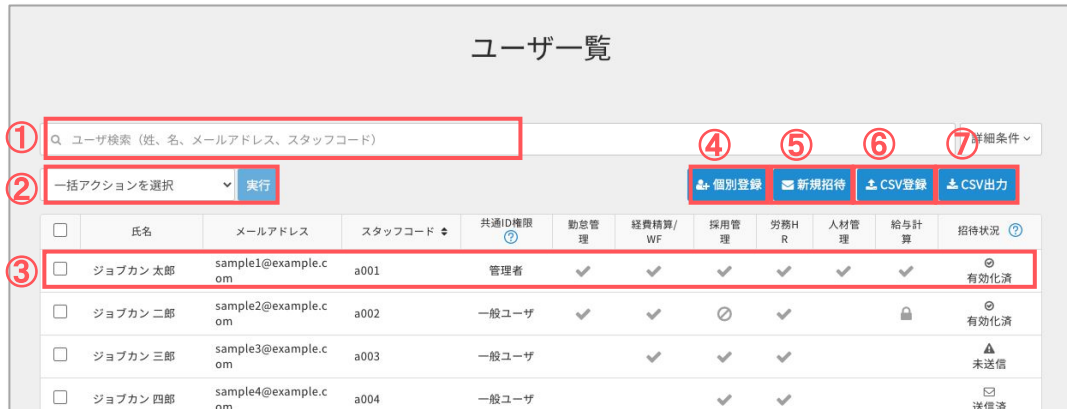 ユーザ一覧
① ユーザ検索（姓、名、メールアドレス、スタッフコード） 詳細条件
② 一括アクションを選択 実行
④ 個別登録 ⑤ 新規招待 ⑥ CSV登録 ⑦ CSV出力
氏名 メールアドレス スタッフコード 共通ID権限 勤怠管理 経費精算/WF 採用管理 労務HR 人材管理 給与計算 招待状況
③ ジョブカン 太郎 sample1@example.com a001 管理者 有効化済
ジョブカン 二郎 sample2@example.com a002 一般ユーザ 有効化済
ジョブカン 三郎 sample3@example.com a003 一般ユーザ 未送信
ジョブカン 四郎 sample4@example.com a004 一般ユーザ 送信済